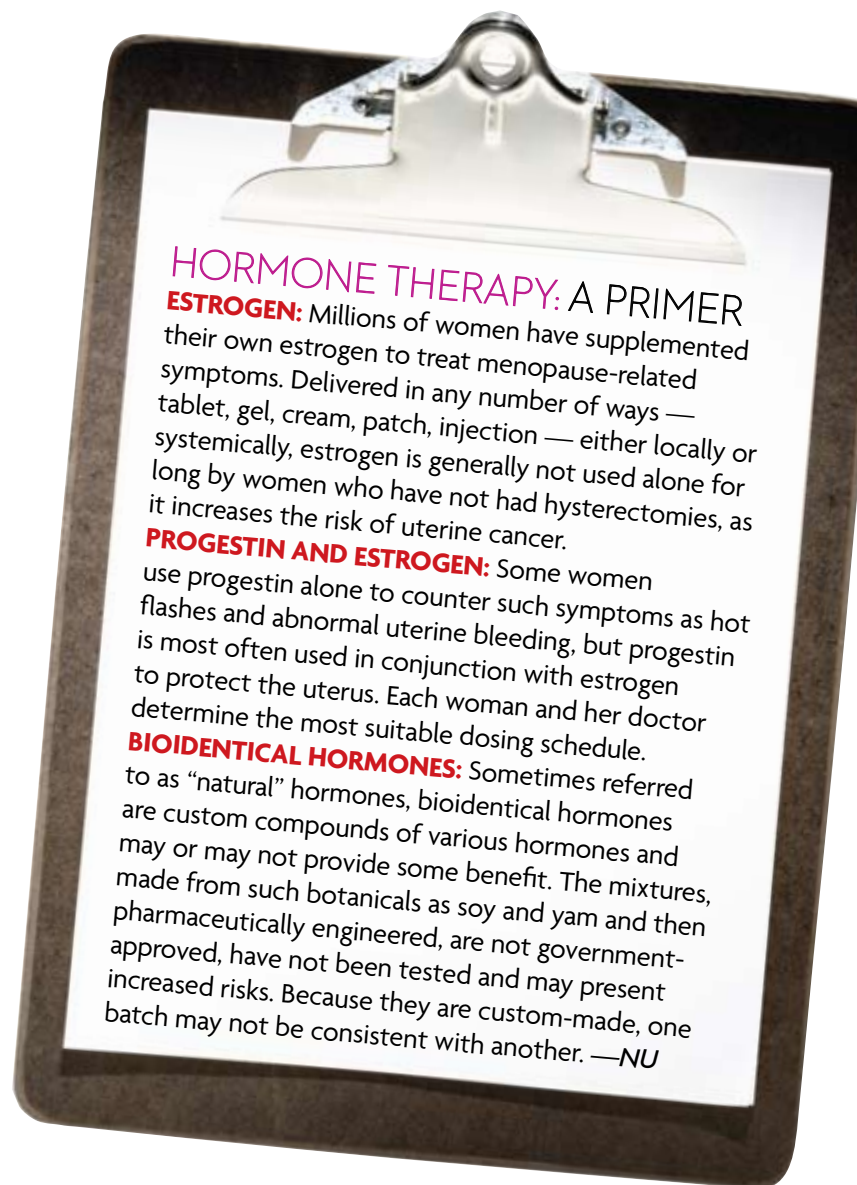 HORMONE THERAPY: A PRIMER
ESTROGEN: Millions of women have supplemented
their own estrogen to treat menopause-related
symptoms. Delivered in any number of ways —
tablet, gel, cream, patch, injection — either locally or
systemically, estrogen is generally not used alone for
long by women who have not had hysterectomies, as
it increases the risk of uterine cancer.
PROGESTIN AND ESTROGEN: Some women
use progestin alone to counter such symptoms as hot
flashes and abnormal uterine bleeding, but progestin
is most often used in conjunction with estrogen
to protect the uterus. Each woman and her doctor
determine the most suitable dosing schedule.
BIOIDENTICAL HORMONES: Sometimes referred
to as “natural” hormones, bioidentical hormones
are custom compounds of various hormones and
may or may not provide some benefit. The mixtures,
made from such botanicals as soy and yam and then
pharmaceutically engineered, are not government-
approved, have not been tested and may present
increased risks. Because they are custom-made, one
batch may not be consistent with another. —NU